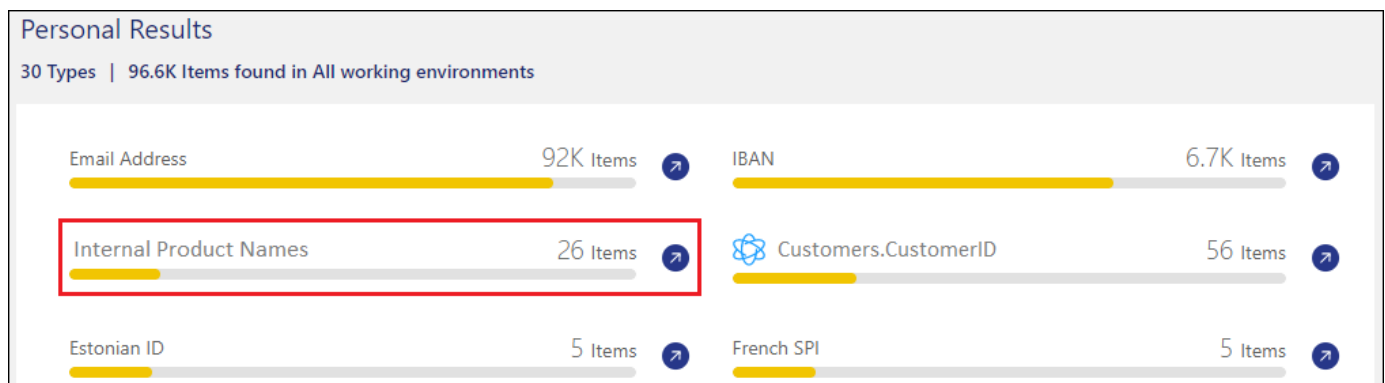 Personal Results
30 Types | 96.6K Items found in All working environments
Email Address 92K Items
IBAN 6.7K Items
Internal Product Names 26 Items
Customers.CustomerID 56 Items
Estonian ID 5 Items
French SPI 5 Items